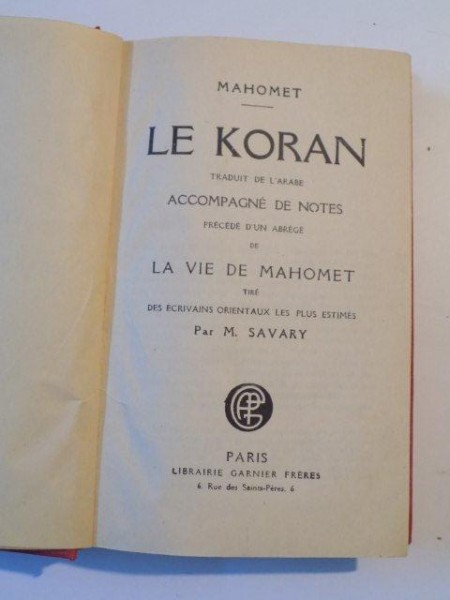 MAHOMET
LE KORAN
TRADUIT DE L'ARABE
ACCOMPAGNÉ DE NOTES
PRÉCÉDÉ D'UN ABRÉGÉ
DE
LA VIE DE MAHOMET
TIRÉ
DES ÉCRIVAINS ORIENTAUX LES PLUS ESTIMÉS
Par M. SAVARY
PARIS
LIBRAIRIE GARNIER FRÈRES
6, Rue des Saints-Pères, 6